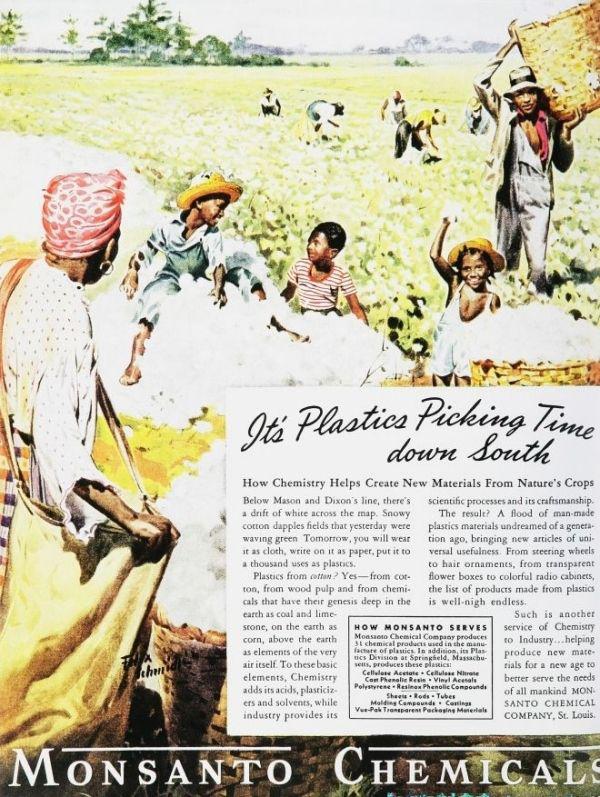 It's Plastics Picking Time
down South
How Chemistry Helps Create New Materials From Nature's Crops
Below Mason and Dixon's line, there's
a drift of white across the map. Snowy
cotton dapples fields that yesterday were
waving green. Tomorrow, you will wear
it as cloth, write on it as paper, put it to
a thousand uses as plastics.
Plastics from cotton? Yes—from cot-
ton, from wood pulp and from chemi-
cals that have their genesis deep in the
earth as coal and lime-
stone, on the earth as
corn, above the earth
as elements of the very
air itself. To these basic
elements, Chemistry
adds its acids, plasticiz-
ers and solvents, while
industry provides its
scientific processes and its craftsmanship.
The result? A flood of man-made
plastics materials undreamed of a genera-
tion ago, bringing new articles of uni-
versal usefulness. From steering wheels
to hair ornaments, from transparent
flower boxes to colorful radio cabinets,
the list of products made from plastics
is well-nigh endless.
Such is another
service of Chemistry
to Industry...helping
produce new mate-
rials for a new age to
better serve the needs
of all mankind MON-
SANTO CHEMICAL
COMPANY, St. Louis.
HOW MONSANTO SERVES
Monsanto Chemical Company produces
31 chemical products used in the manu-
facture of plastics. In addition, its Plas-
tics Division at Springfield, Massachu-
setts, produces these plastics:
Cellulose Acetate • Cellulose Nitrate
Cast Phenolic Resin • Vinyl Acetals
Polystyrene • Resinox Phenolic Compounds
Sheets • Rods • Tubes
Molding Compounds • Castings
Vue-Pak Transparent Packaging Materials
MONSANTO CHEMICALS